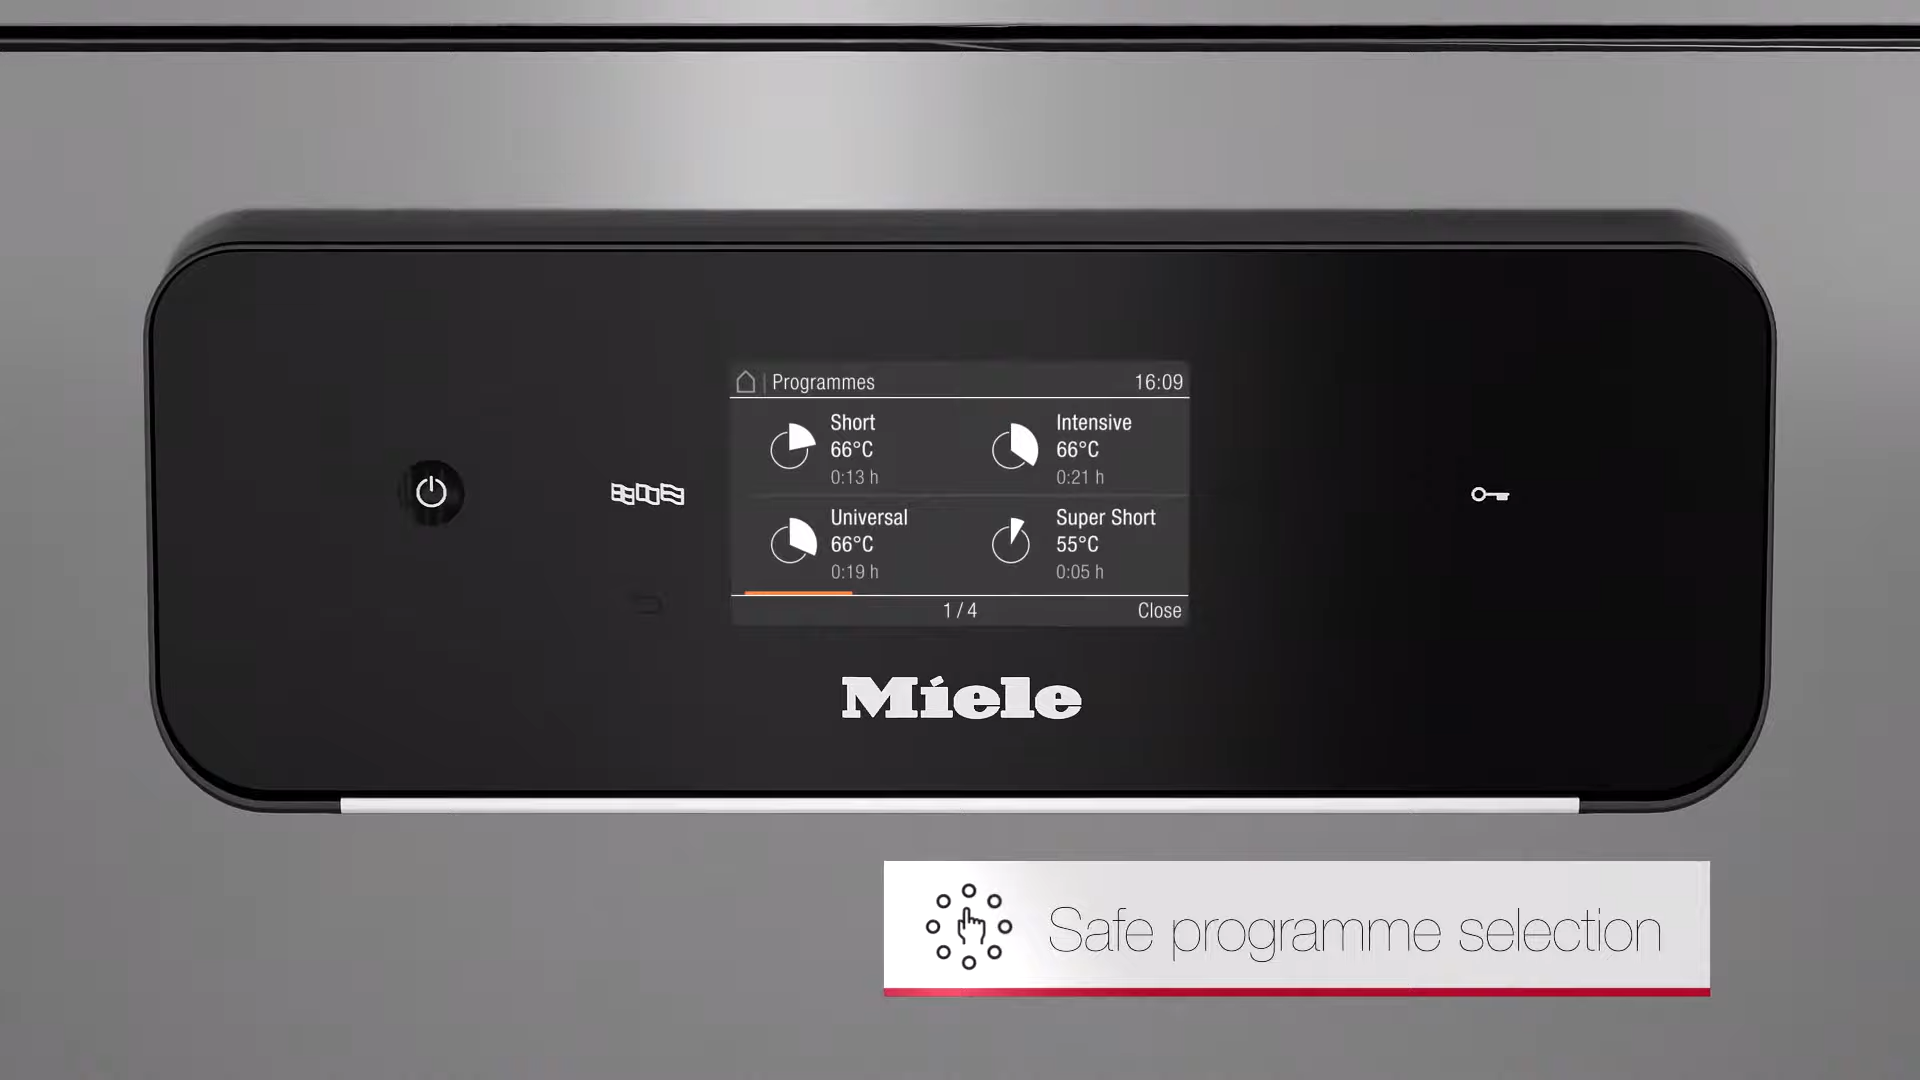 Programmes 16:09
Short
66°C
0:13 h
Intensive
66°C
0:21 h
Universal
66°C
0:19 h
Super Short
55°C
0:05 h
1 / 4 Close
Miele
Safe programme selection